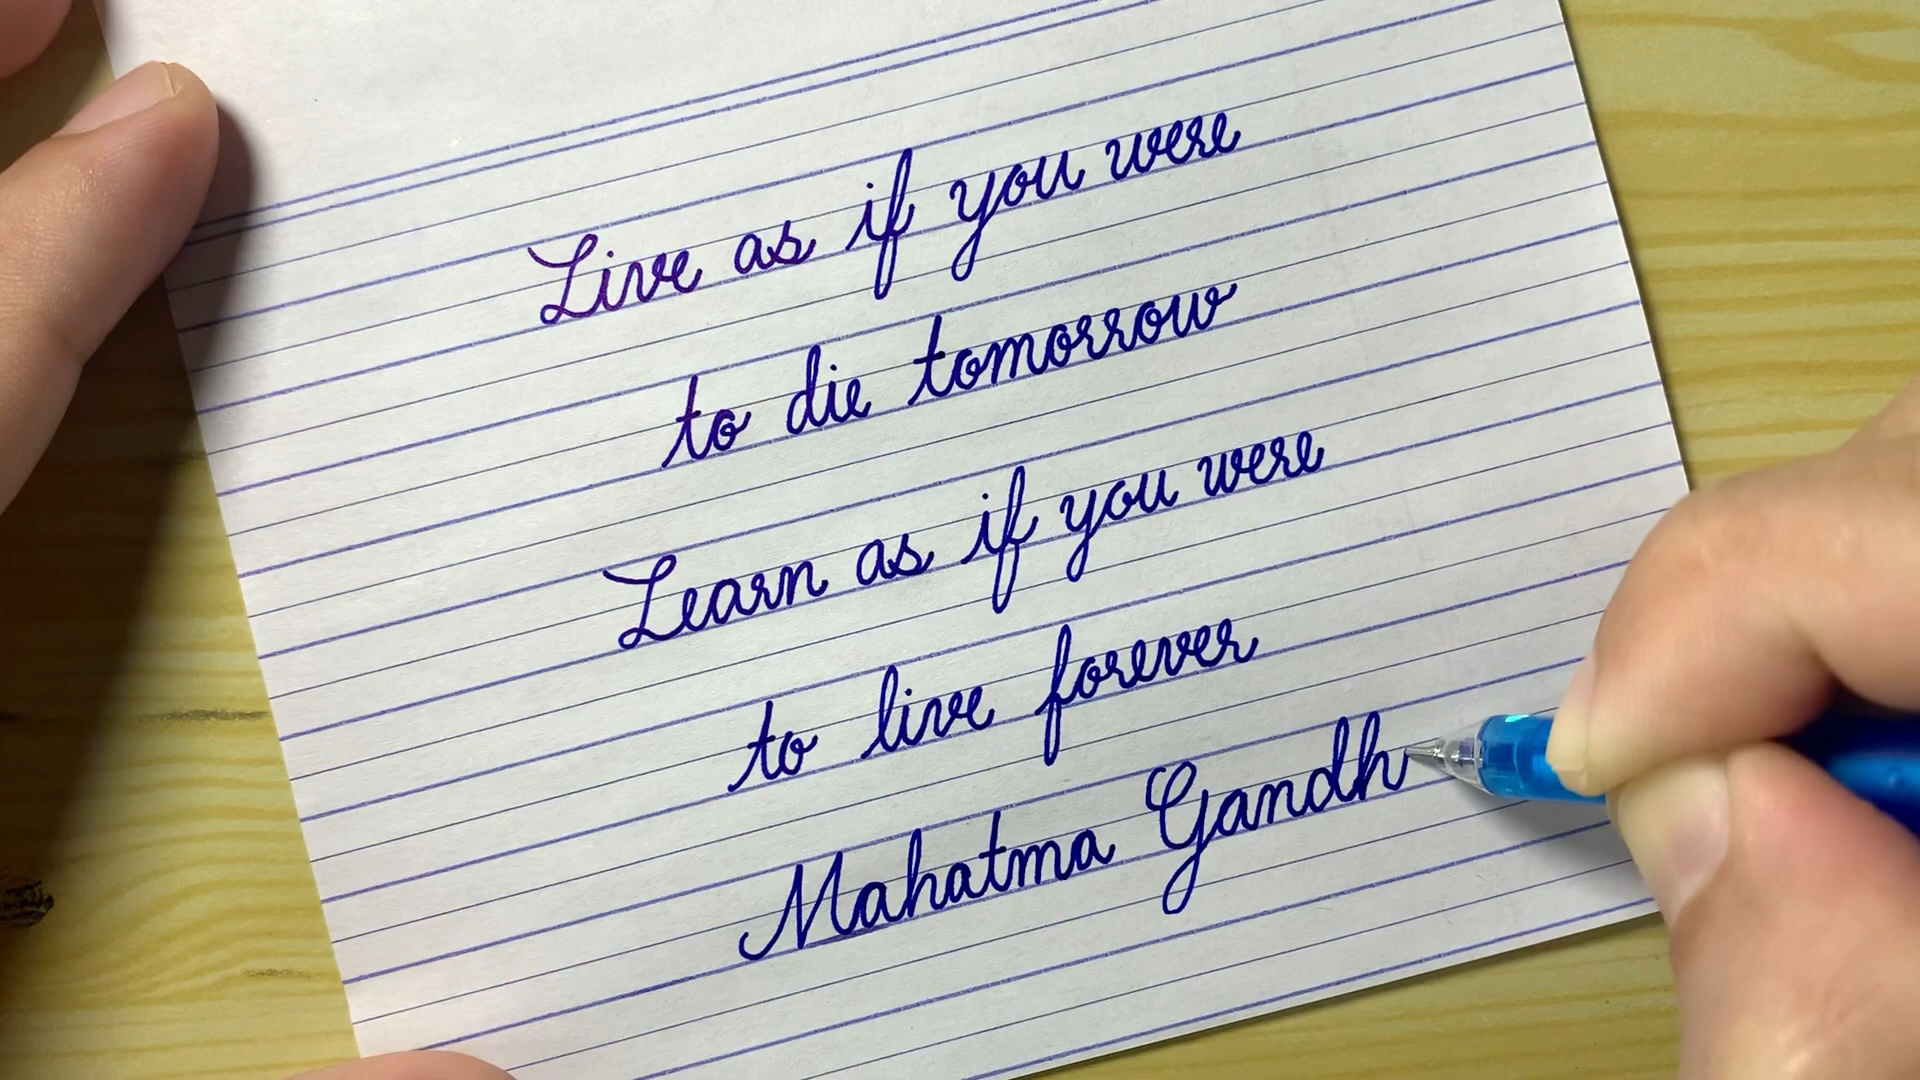 Live as if you were
to die tomorrow
Learn as if you were
to live forever
Mahatma Gandh